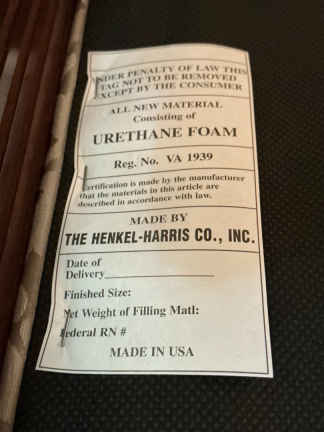 UNDER PENALTY OF LAW THIS
TAG NOT TO BE REMOVED
EXCEPT BY THE CONSUMER
ALL NEW MATERIAL
Consisting of
URETHANE FOAM
Reg. No. VA 1939
Certification is made by the manufacturer
that the materials in this article are
described in accordance with law.
MADE BY
THE HENKEL-HARRIS CO., INC.
Date of
Delivery
Finished Size:
Net Weight of Filling Matl:
Federal RN #
MADE IN USA